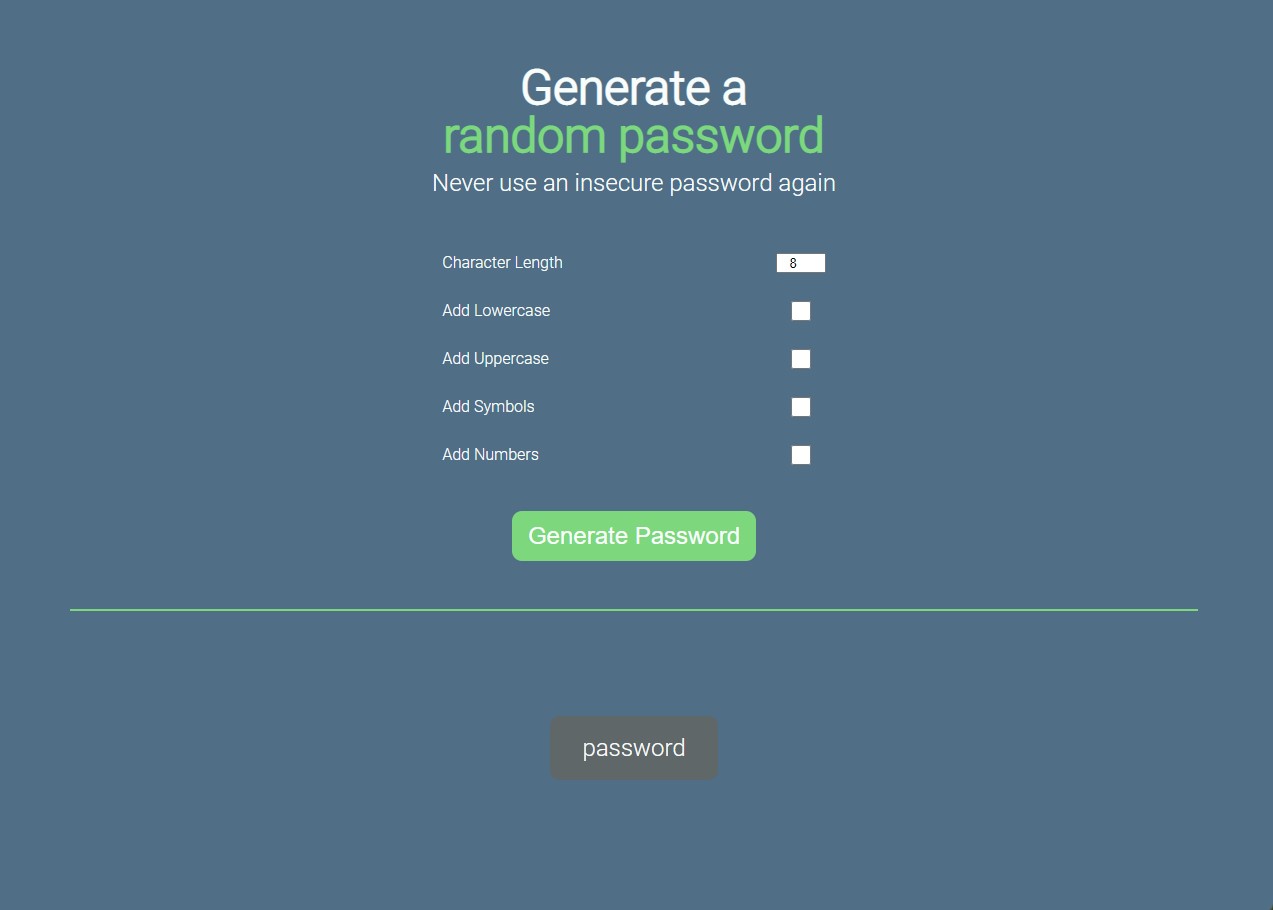 Generate a
random password
Never use an insecure password again
Character Length 8
Add Lowercase
Add Uppercase
Add Symbols
Add Numbers
Generate Password
password